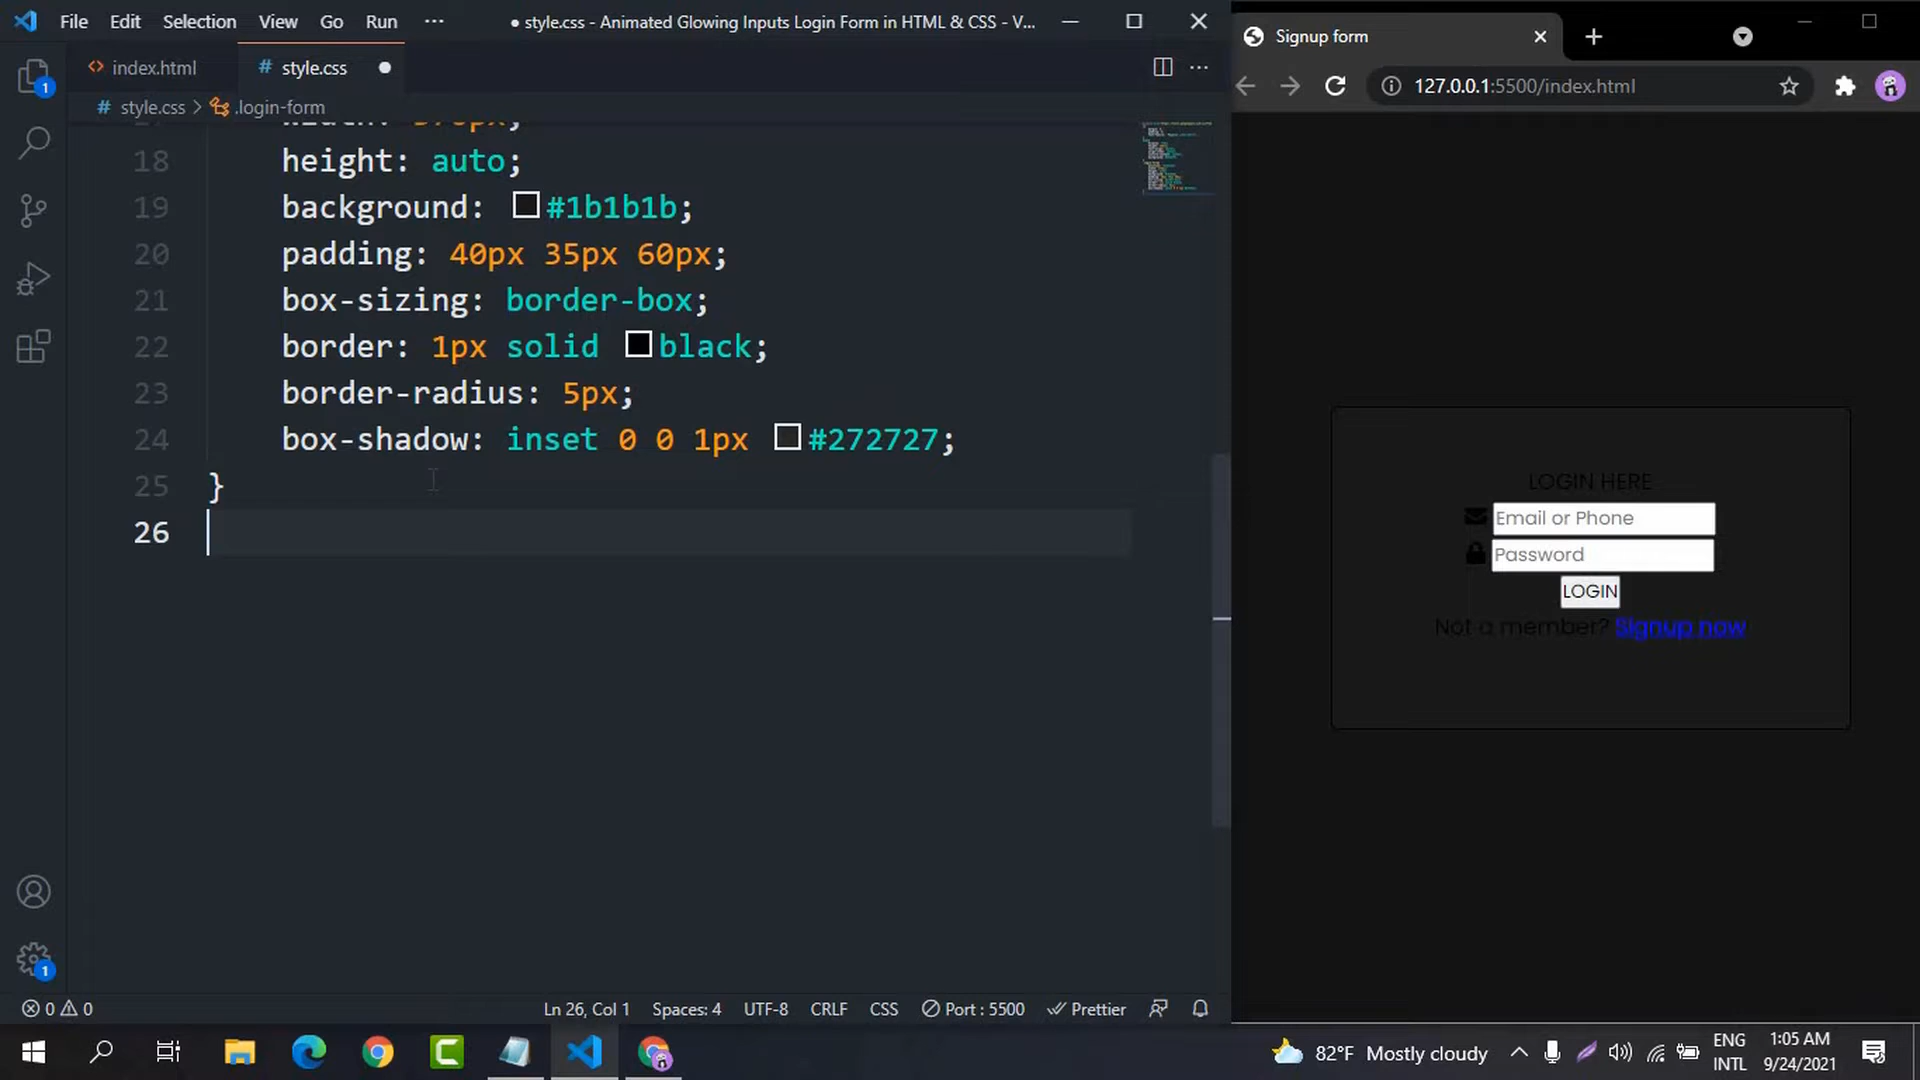 File Edit Selection View Go Run ··· ● style.css - Animated Glowing Inputs Login Form in HTML & CSS - V...
index.html # style.css
# style.css > .login-form
18 height: auto;
19 background: #1b1b1b;
20 padding: 40px 35px 60px;
21 box-sizing: border-box;
22 border: 1px solid black;
23 border-radius: 5px;
24 box-shadow: inset 0 0 1px #272727;
25 }
26
1
1
0 0 Ln 26, Col 1 Spaces: 4 UTF-8 CRLF CSS Port : 5500 Prettier
Signup form
127.0.0.1:5500/index.html
LOGIN HERE
Email or Phone
Password
LOGIN
Not a member? Signup now
82°F Mostly cloudy
ENG
INTL
1:05 AM
9/24/2021